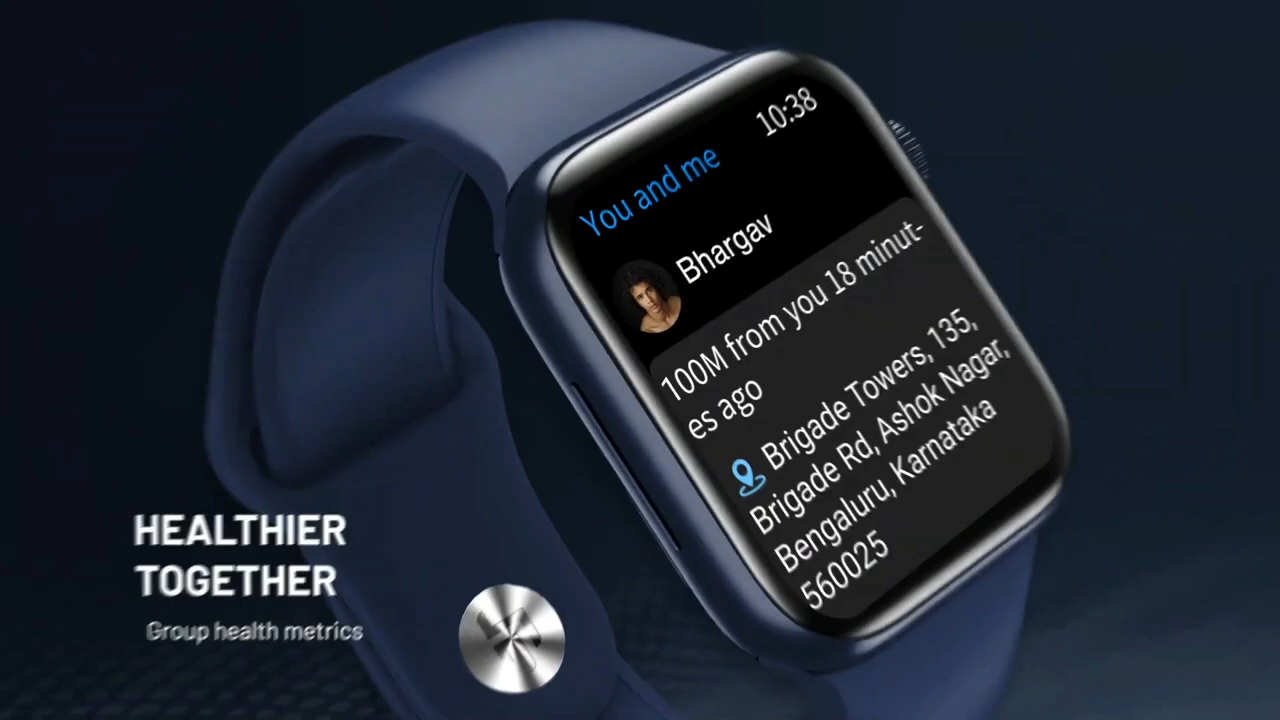 10:38
You and me
Bhargav
100M from you 18 minut-
es ago
Brigade Towers, 135,
Brigade Rd, Ashok Nagar,
Bengaluru, Karnataka
560025
HEALTHIER
TOGETHER
Group health metrics